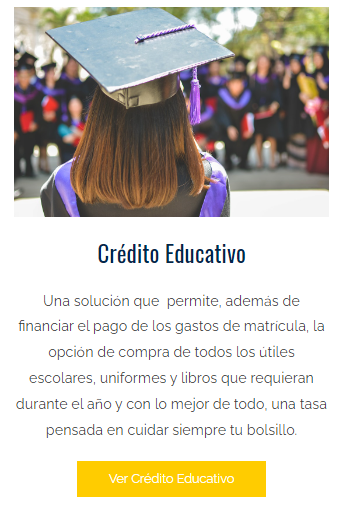 Crédito Educativo
Una solución que  permite, además de
financiar el pago de los gastos de matrícula, la
opción de compra de todos los útiles
escolares, uniformes y libros que requieran
durante el año y con lo mejor de todo, una tasa
pensada en cuidar siempre tu bolsillo.
Ver Crédito Educativo